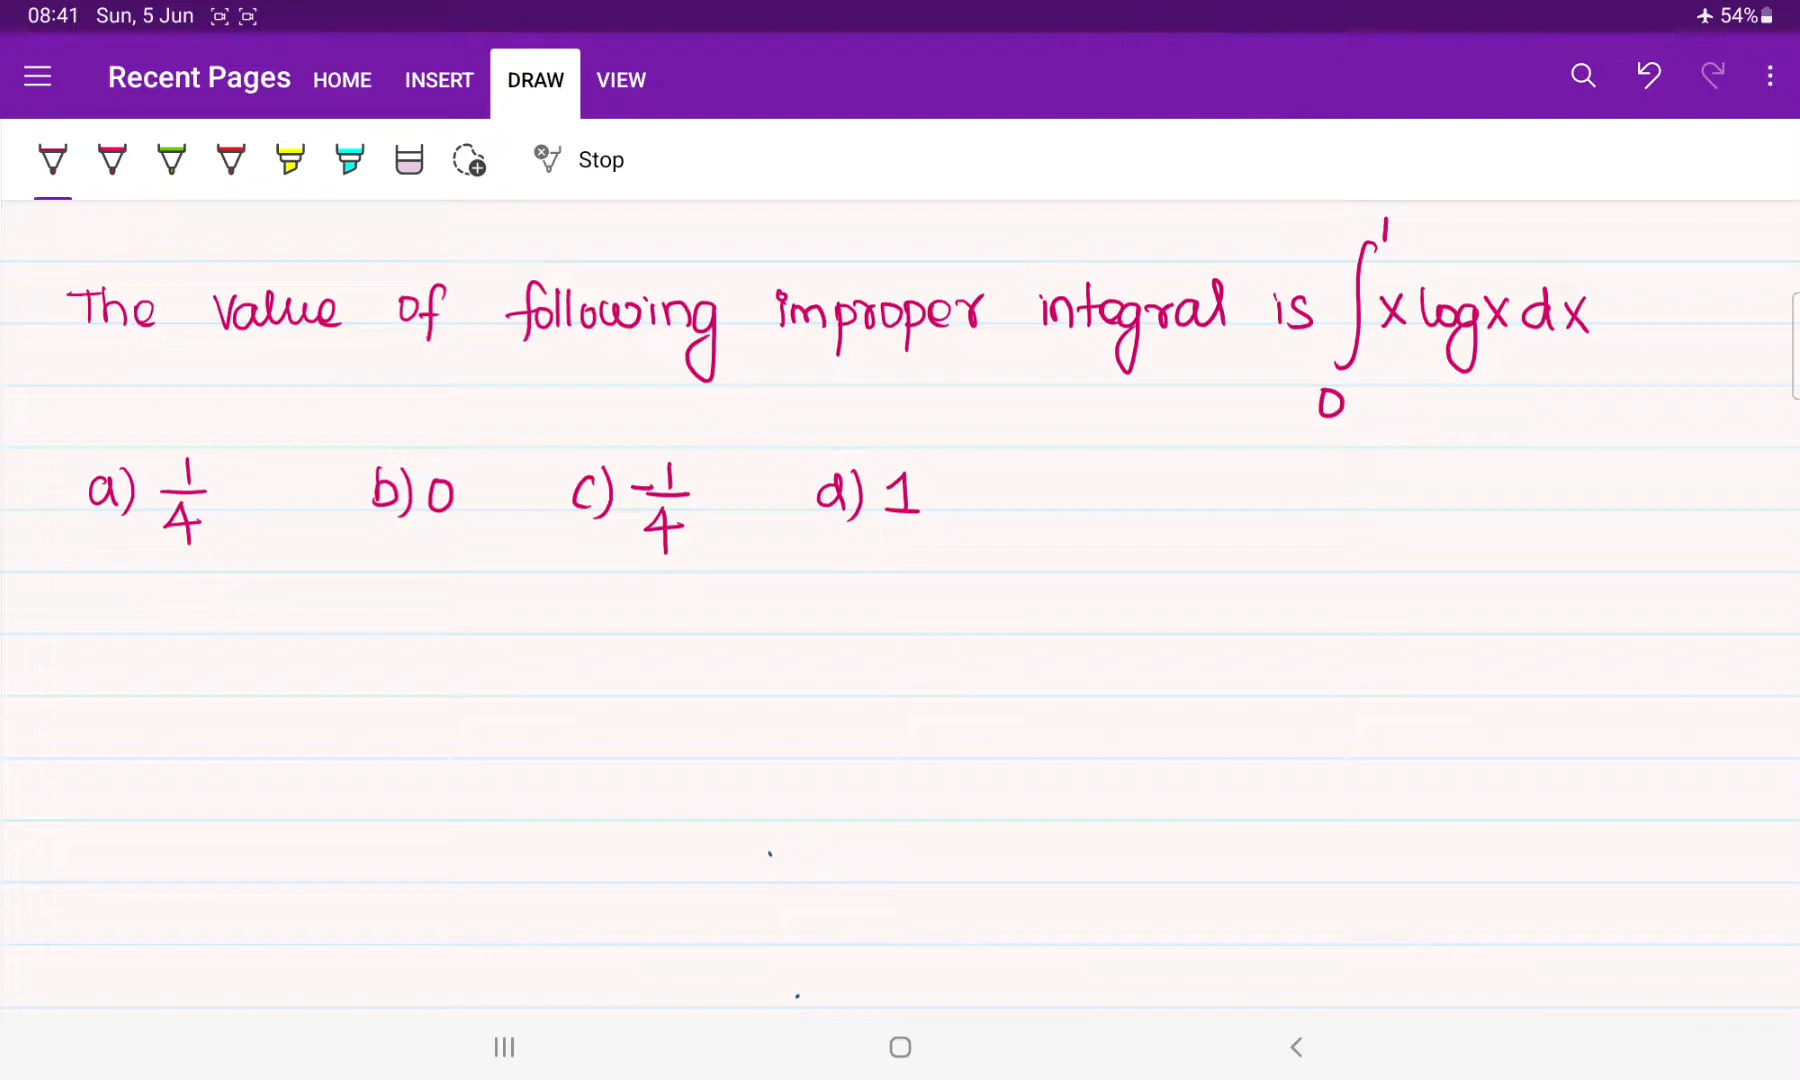 08:41 Sun, 5 Jun 54%
Recent Pages HOME INSERT DRAW VIEW
Stop
The value of following improper integral is ∫₀¹ x logx dx
a) 1/4 b) 0 c) -1/4 d) 1